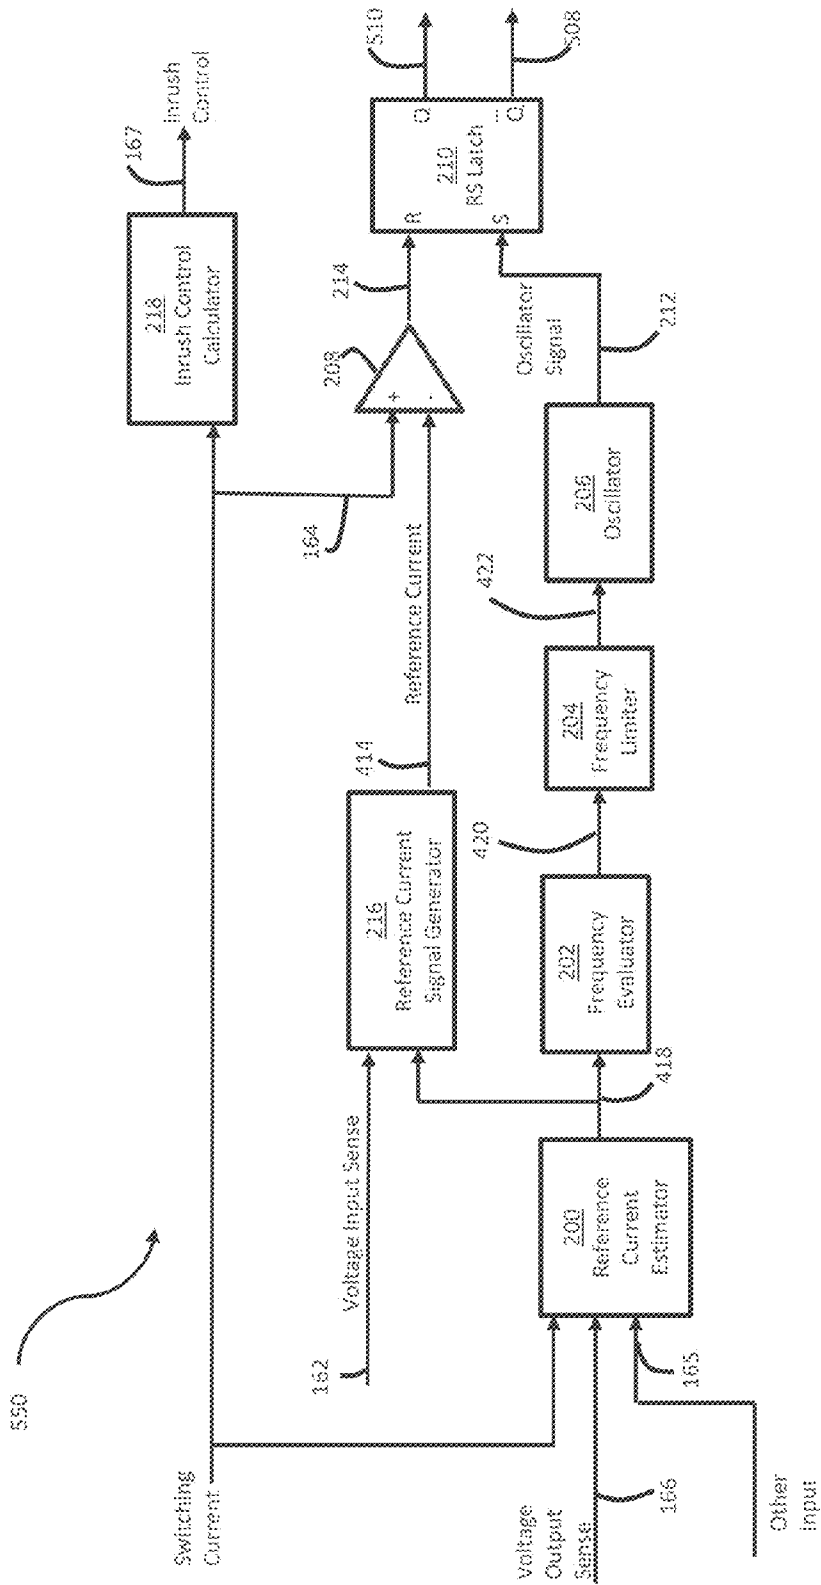 550
Switching
Current
167
Inrush
Control
218
Inrush Control
Calculator
164
162
Voltage Input Sense
216
Reference Current
Signal Generator
414
Reference Current
208
+
-
214
R
S
210
RS Latch
Q
Q
510
508
Voltage
Output
Sense
166
Other
Input
165
200
Reference
Current
Estimator
418
202
Frequency
Evaluator
420
204
Frequency
Limiter
422
206
Oscillator
212
Oscillator
Signal